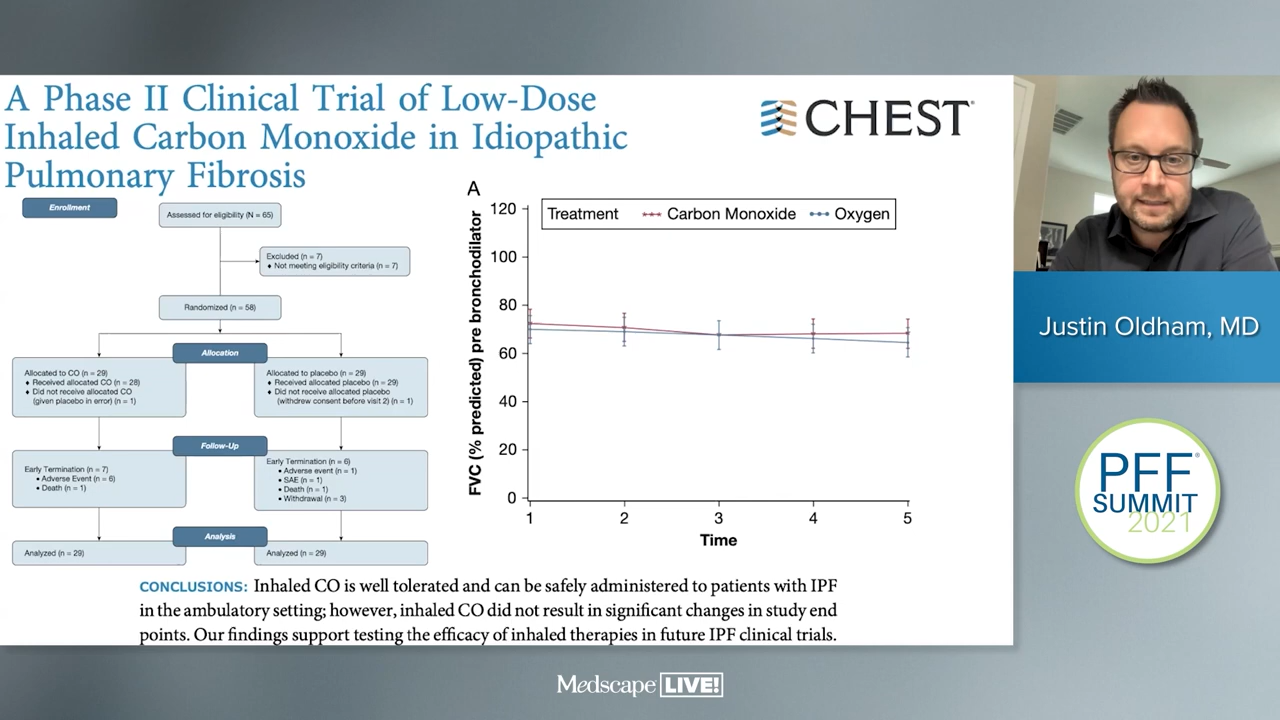 A Phase II Clinical Trial of Low-Dose
Inhaled Carbon Monoxide in Idiopathic
Pulmonary Fibrosis
CHEST
Enrollment
Assessed for eligibility (N = 65)
Excluded (n = 7)
♦ Not meeting eligibility criteria (n = 7)
Randomized (n = 58)
Allocation
Allocated to CO (n = 29)
♦ Received allocated CO (n = 28)
♦ Did not receive allocated CO
(given placebo in error) (n = 1)
Allocated to placebo (n = 29)
♦ Received allocated placebo (n = 29)
♦ Did not receive allocated placebo
(withdrew consent before visit 2) (n = 1)
Follow-Up
Early Termination (n = 7)
• Adverse Event (n = 6)
• Death (n = 1)
Early Termination (n = 6)
• Adverse event (n = 1)
• SAE (n = 1)
• Death (n = 1)
• Withdrawal (n = 3)
Analysis
Analyzed (n = 29)
Analyzed (n = 29)
A
FVC (% predicted) pre bronchodilator
120
100
80
60
40
20
0
Treatment Carbon Monoxide Oxygen
1 2 3 4 5
Time
CONCLUSIONS: Inhaled CO is well tolerated and can be safely administered to patients with IPF
in the ambulatory setting; however, inhaled CO did not result in significant changes in study end
points. Our findings support testing the efficacy of inhaled therapies in future IPF clinical trials.
Justin Oldham, MD
PFF®
SUMMIT
2021
Medscape LIVE!